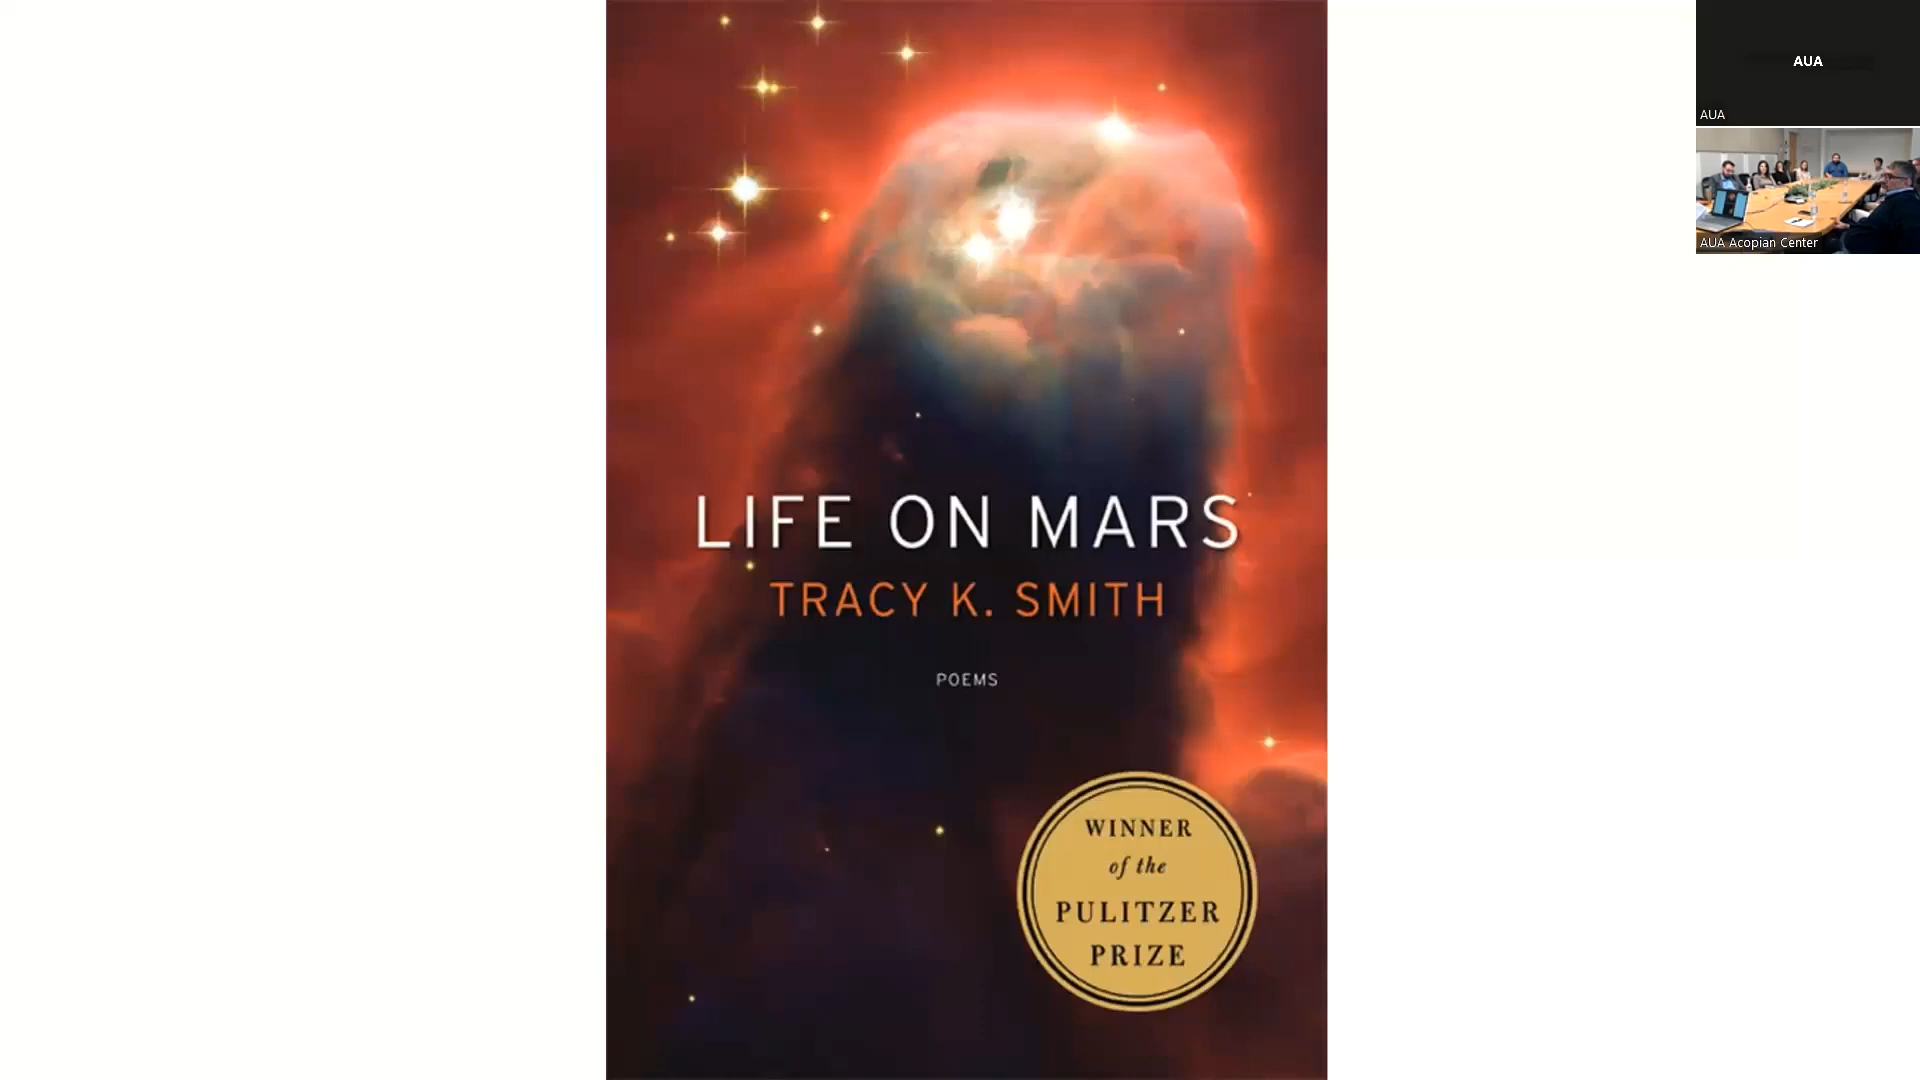 LIFE ON MARS
TRACY K. SMITH
POEMS
WINNER
of the
PULITZER
PRIZE
AUA
AUA
AUA Acopian Center